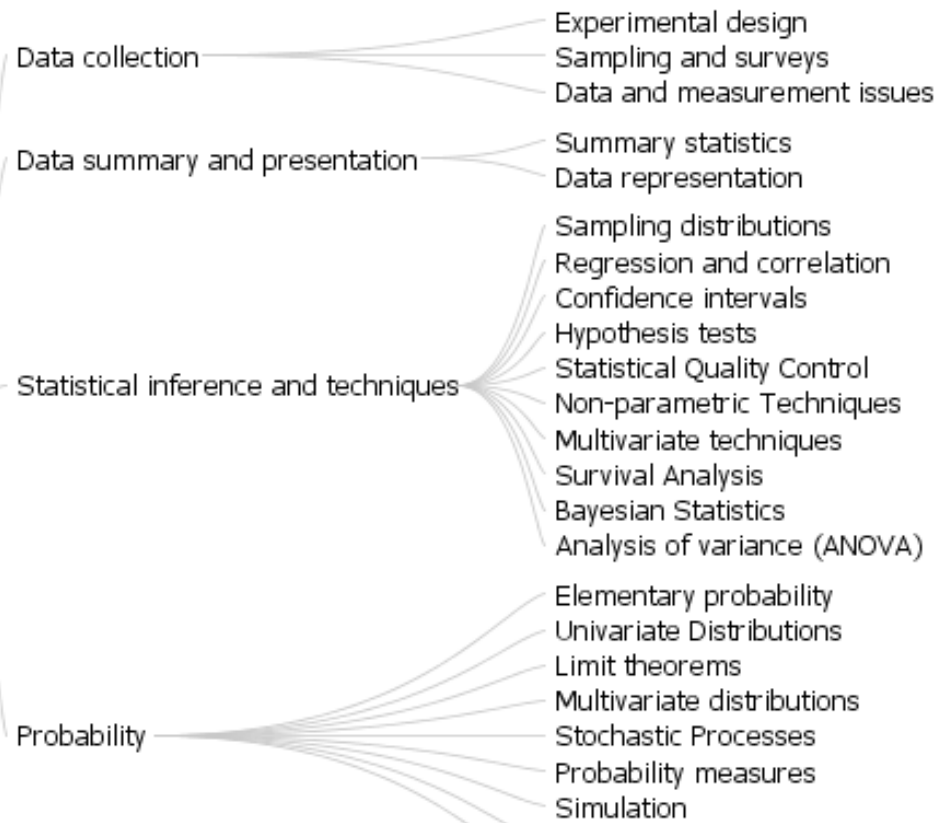 Data collection
Experimental design
Sampling and surveys
Data and measurement issues
Data summary and presentation
Summary statistics
Data representation
Statistical inference and techniques
Sampling distributions
Regression and correlation
Confidence intervals
Hypothesis tests
Statistical Quality Control
Non-parametric Techniques
Multivariate techniques
Survival Analysis
Bayesian Statistics
Analysis of variance (ANOVA)
Probability
Elementary probability
Univariate Distributions
Limit theorems
Multivariate distributions
Stochastic Processes
Probability measures
Simulation